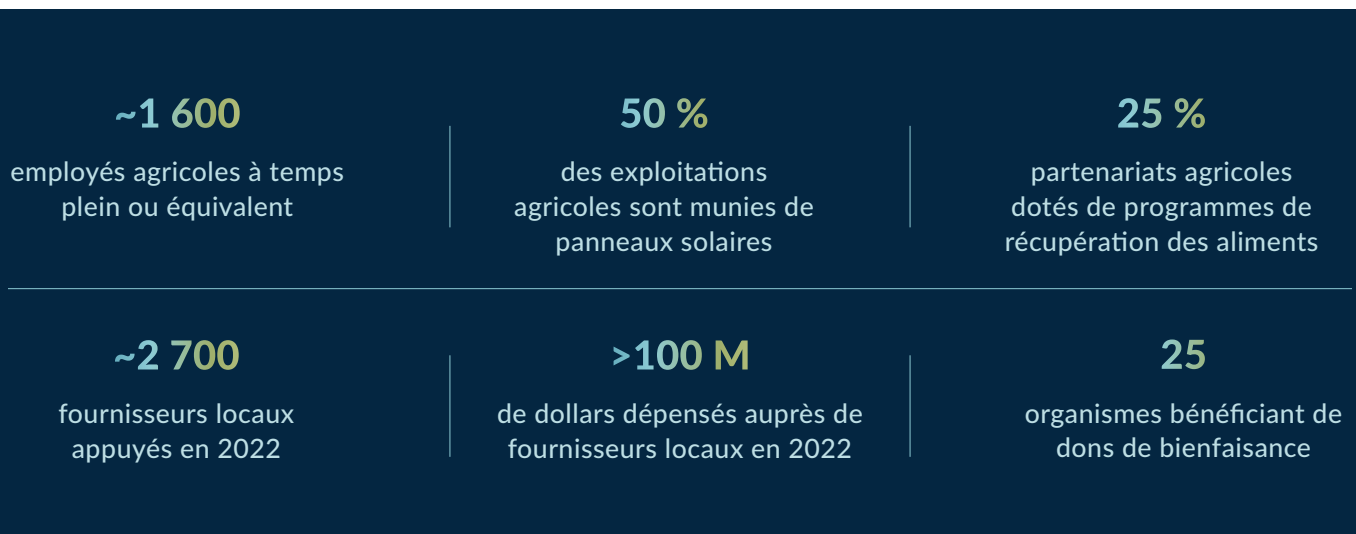 ~1 600
employés agricoles à temps
plein ou équivalent
50 %
des exploitations
agricoles sont munies de
panneaux solaires
25 %
partenariats agricoles
dotés de programmes de
récupération des aliments
~2 700
fournisseurs locaux
appuyés en 2022
>100 M
de dollars dépensés auprès de
fournisseurs locaux en 2022
25
organismes bénéficiant de
dons de bienfaisance